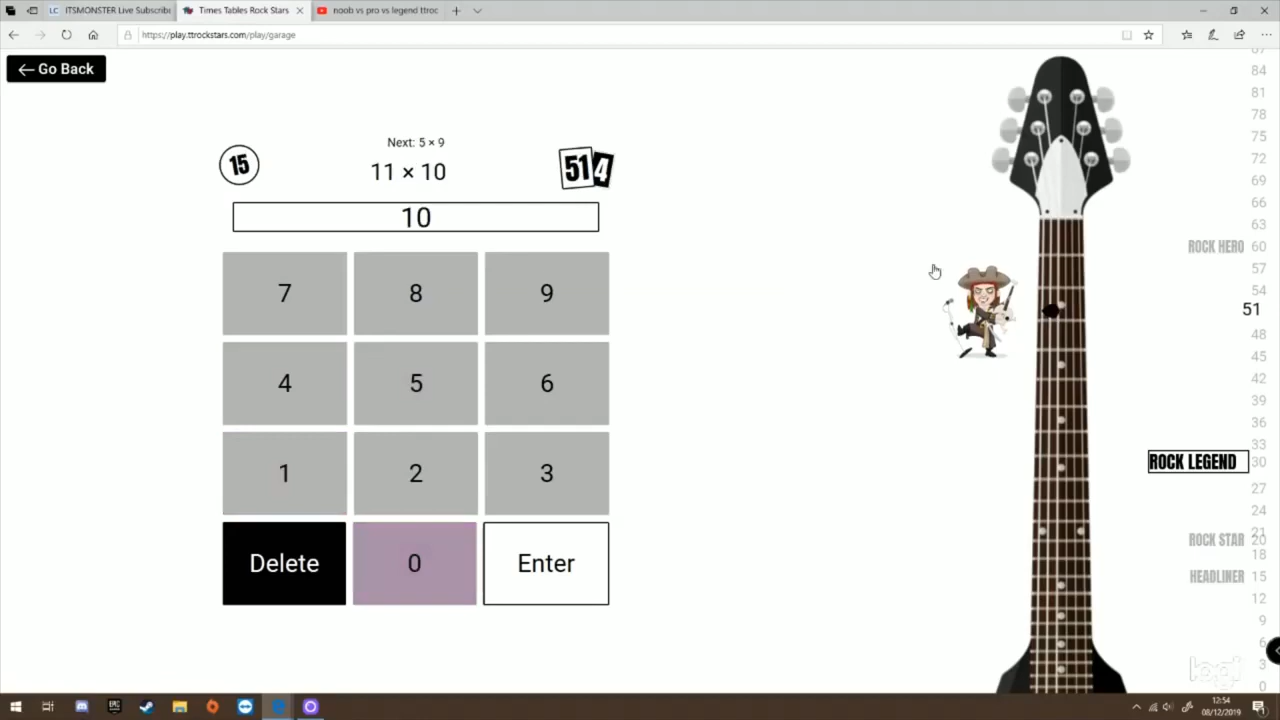 ITSMONSTER Live Subscribe
Times Tables Rock Stars
noob vs pro vs legend ttroc
https://play.ttrockstars.com/play/garage
← Go Back
Next: 5 × 9
15
11 × 10
51 4
10
7 8 9
4 5 6
1 2 3
Delete 0 Enter
84
81
78
75
72
69
66
63
ROCK HERO 60
57
54
51
48
45
42
39
36
33
ROCK LEGEND 30
27
24
21
ROCK STAR 20
18
HEADLINER 15
12
9
6
3
0
logi
12:54
08/12/2019